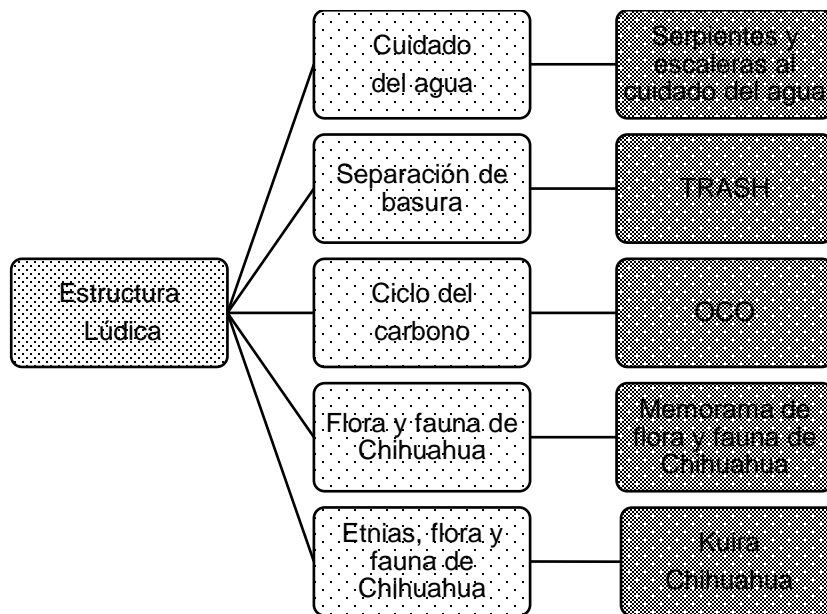 Cuidado
del agua
Serpientes y
escaleras al
cuidado del agua
Separación de
basura
TRASH
Estructura
Lúdica
Ciclo del
carbono
OCO
Flora y fauna de
Chihuahua
Memorama de
flora y fauna de
Chihuahua
Etnias, flora y
fauna de
Chihuahua
Kuira
Chihuahua